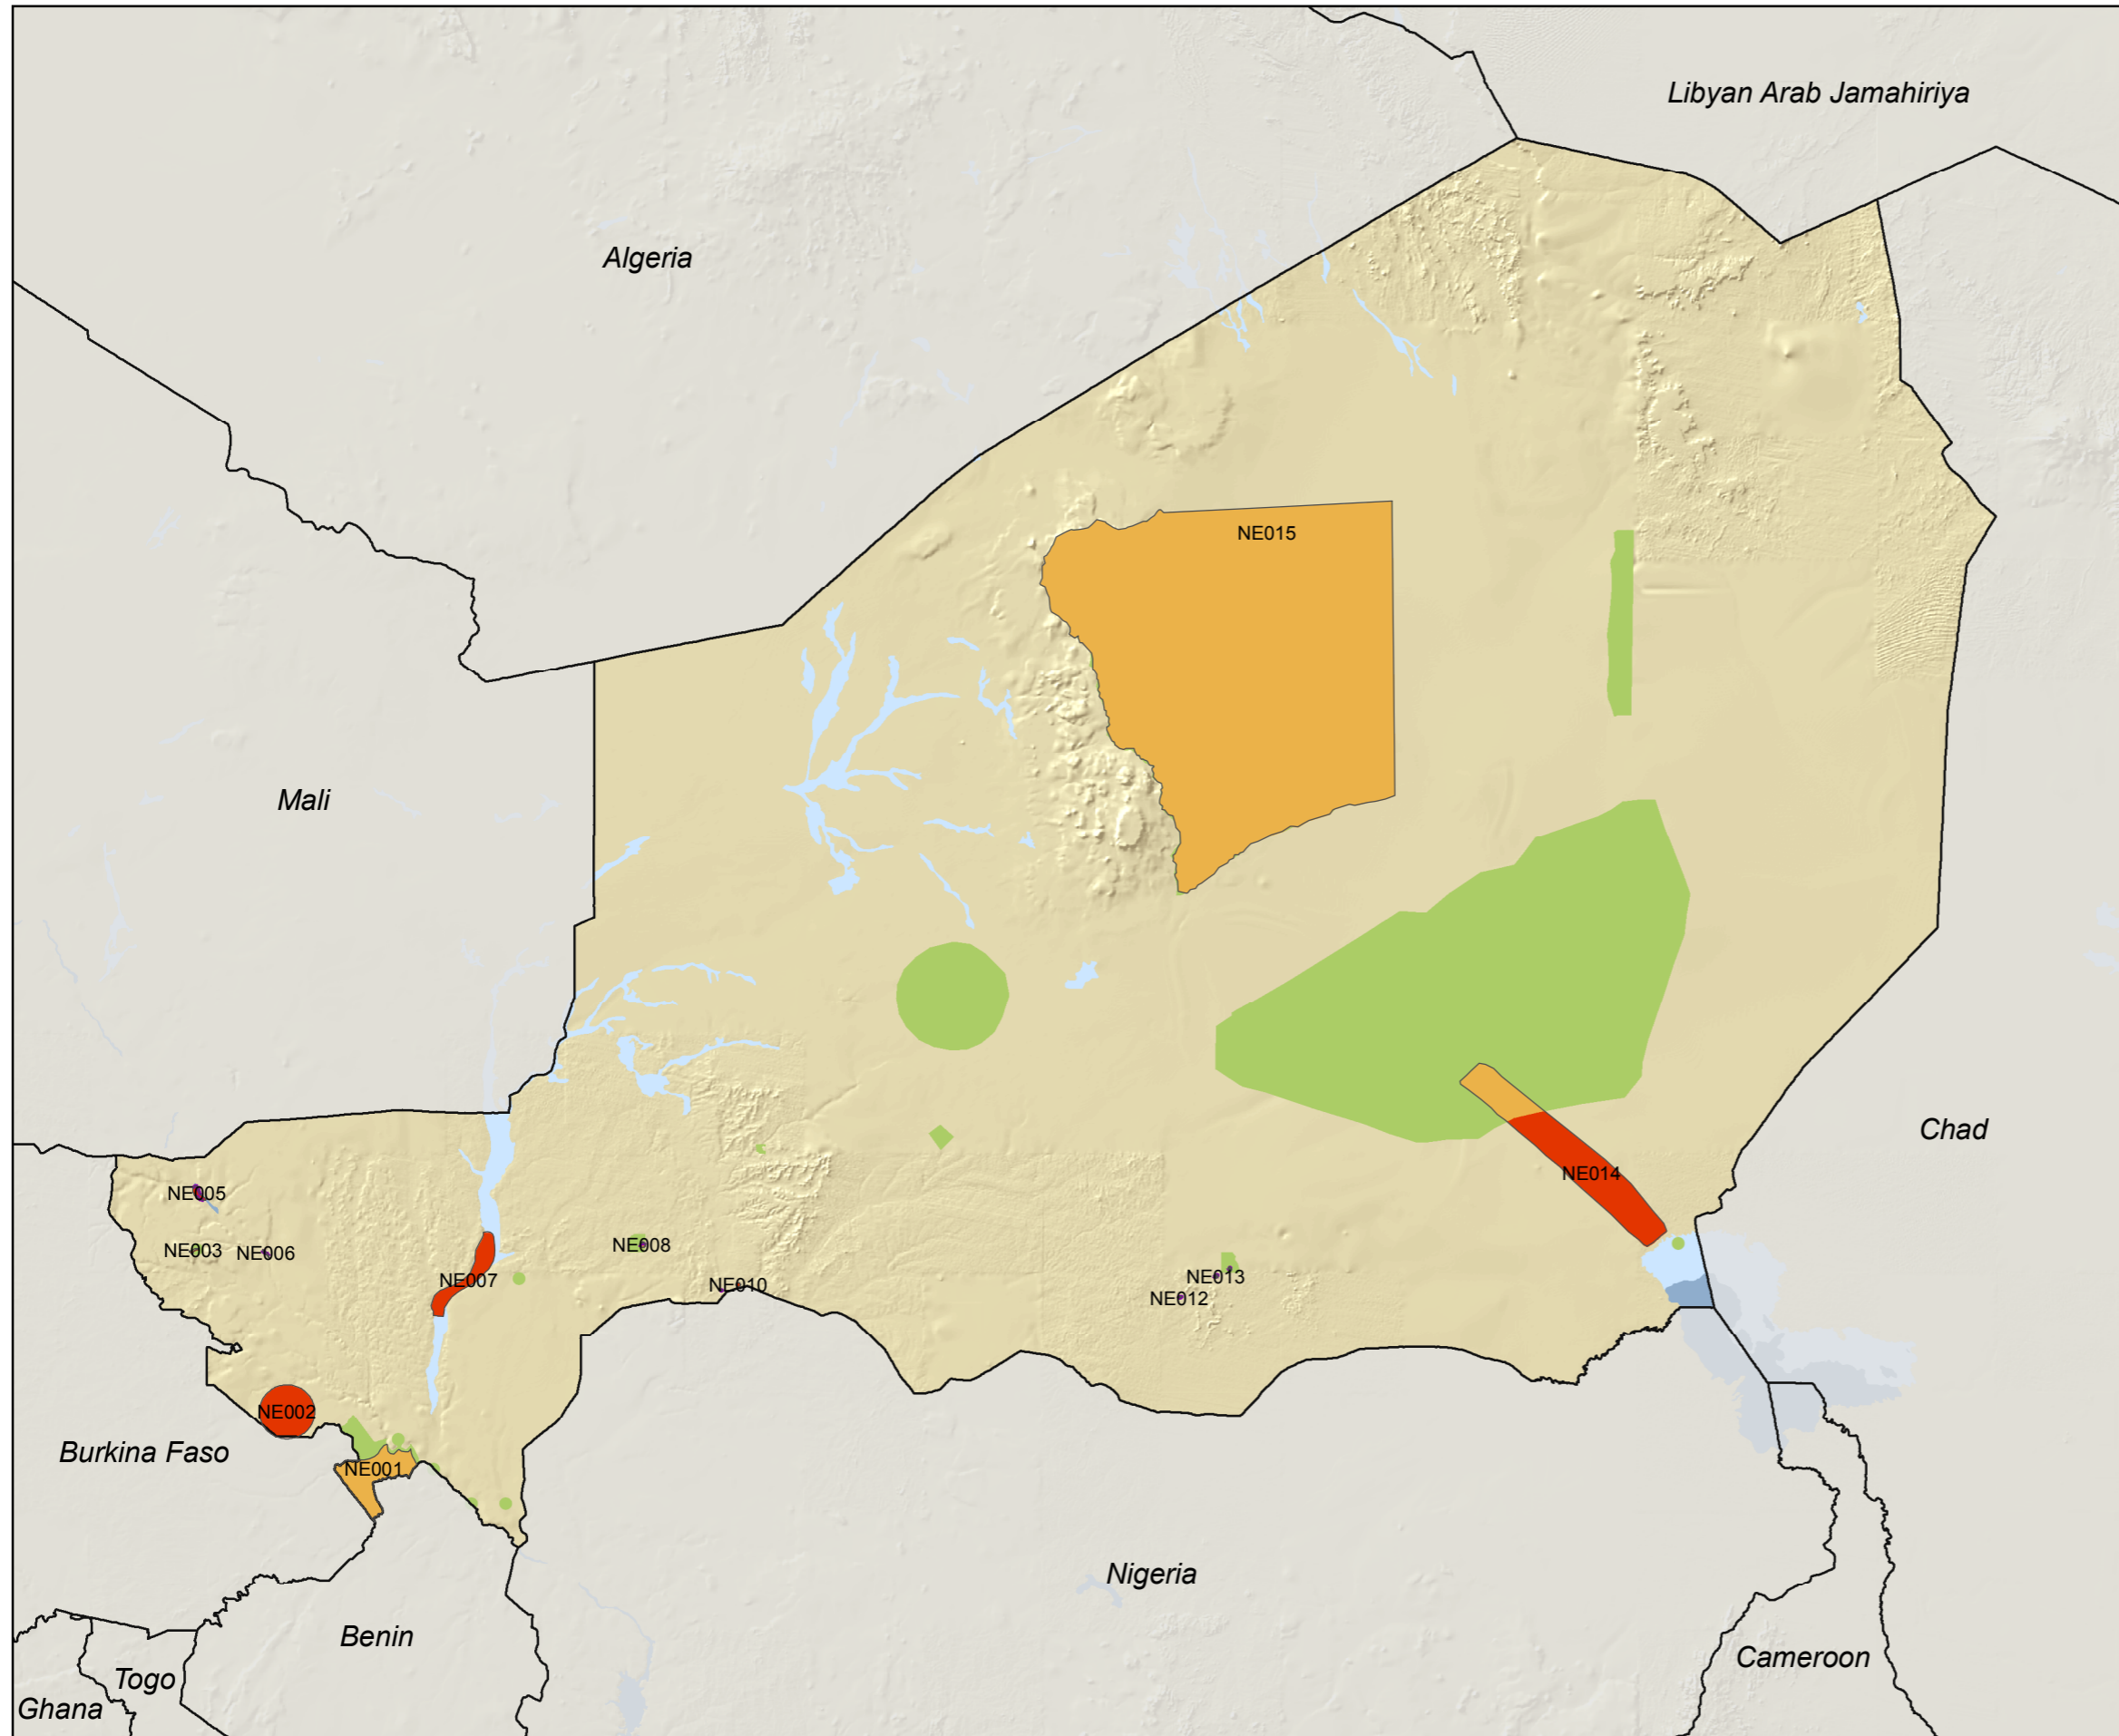 Libyan Arab Jamahiriya
Algeria
NE015
Mali
Chad
NE014
NE005
NE003
NE006
NE008
NE007
NE013
NE010
NE012
NE002
Burkina Faso
NE001
Nigeria
Benin
Cameroon
Togo
Ghana